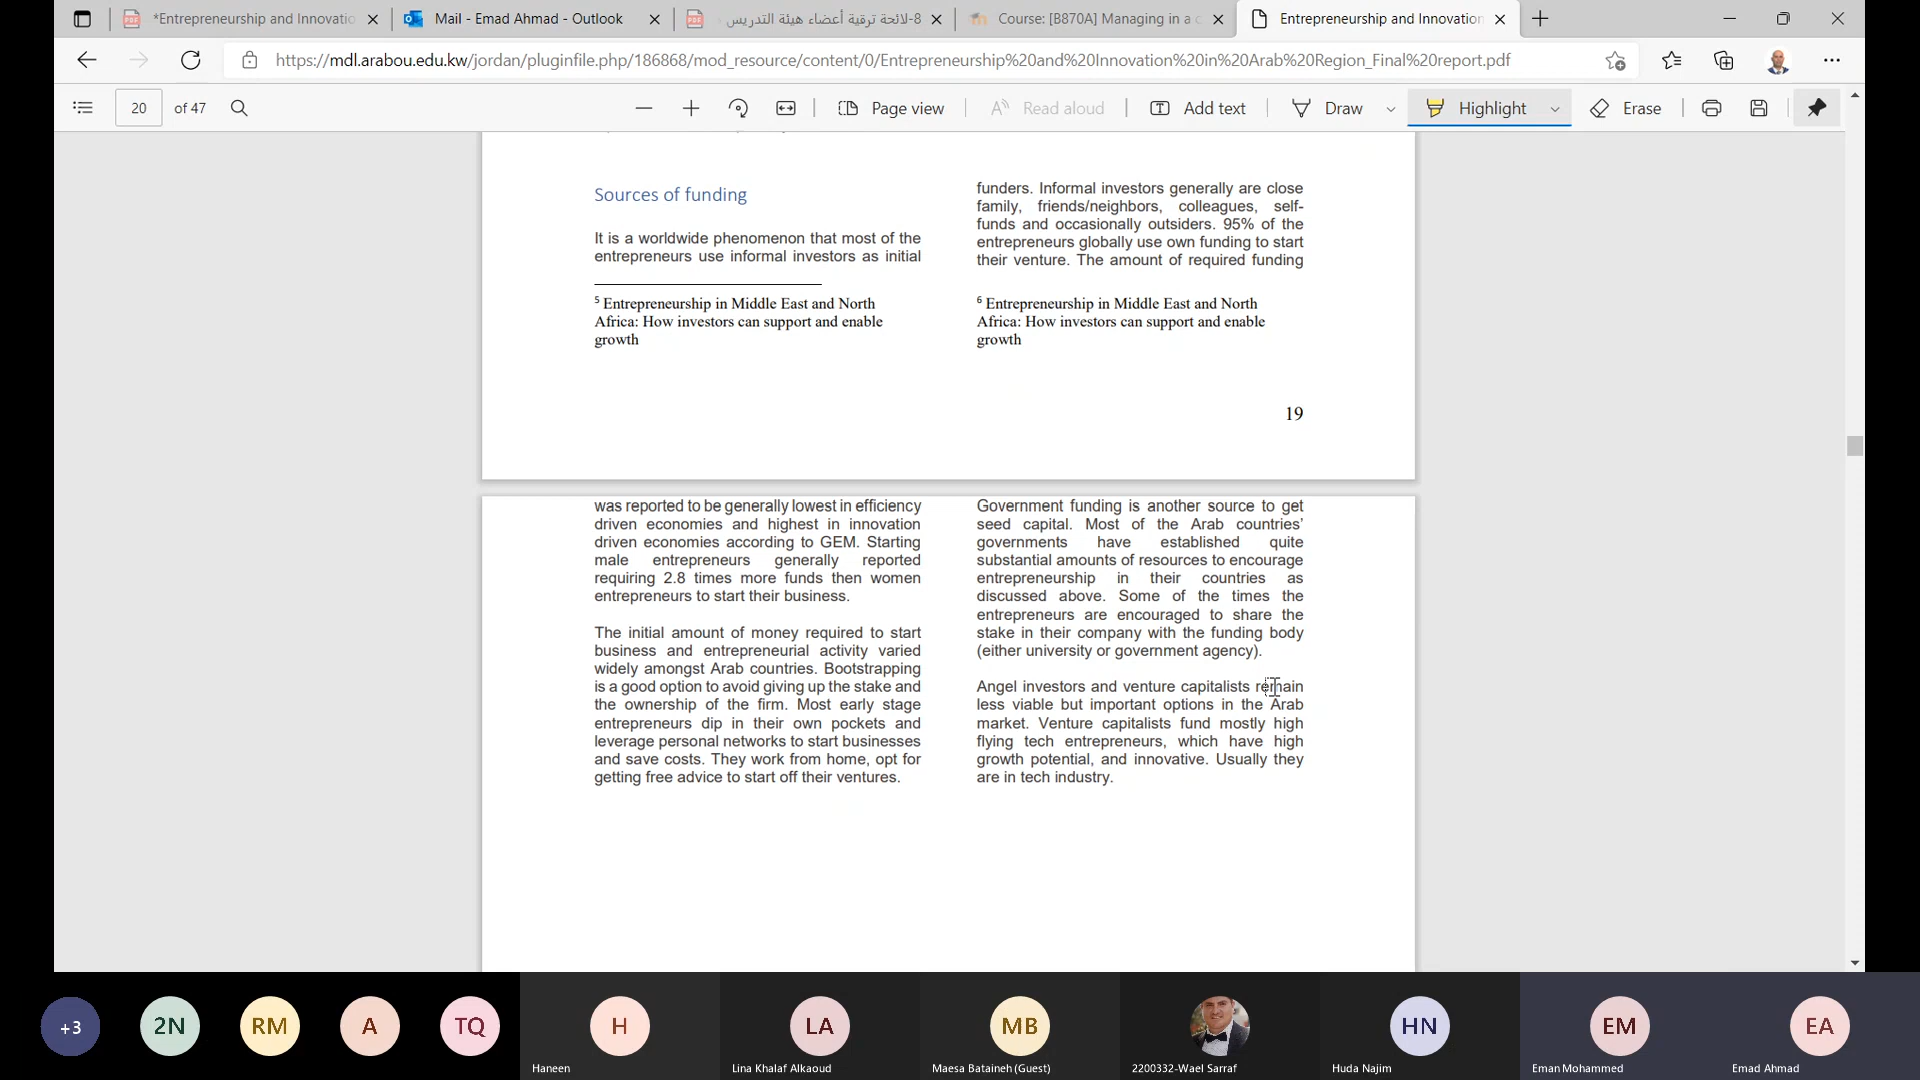 *Entrepreneurship and Innovatio
Mail - Emad Ahmad - Outlook
8-لائحة ترقية أعضاء هيئة التدريس
Course: [B870A] Managing in a c
Entrepreneurship and Innovation
https://mdl.arabou.edu.kw/jordan/pluginfile.php/186868/mod_resource/content/0/Entrepreneurship%20and%20Innovation%20in%20Arab%20Region_Final%20report.pdf
20 of 47
Page view
Read aloud
Add text
Draw
Highlight
Erase
Sources of funding
It is a worldwide phenomenon that most of the
entrepreneurs use informal investors as initial
5 Entrepreneurship in Middle East and North
Africa: How investors can support and enable
growth
funders. Informal investors generally are close
family, friends/neighbors, colleagues, self-
funds and occasionally outsiders. 95% of the
entrepreneurs globally use own funding to start
their venture. The amount of required funding
6 Entrepreneurship in Middle East and North
Africa: How investors can support and enable
growth
19
was reported to be generally lowest in efficiency
driven economies and highest in innovation
driven economies according to GEM. Starting
male entrepreneurs generally reported
requiring 2.8 times more funds then women
entrepreneurs to start their business.
The initial amount of money required to start
business and entrepreneurial activity varied
widely amongst Arab countries. Bootstrapping
is a good option to avoid giving up the stake and
the ownership of the firm. Most early stage
entrepreneurs dip in their own pockets and
leverage personal networks to start businesses
and save costs. They work from home, opt for
getting free advice to start off their ventures.
Government funding is another source to get
seed capital. Most of the Arab countries'
governments have established quite
substantial amounts of resources to encourage
entrepreneurship in their countries as
discussed above. Some of the times the
entrepreneurs are encouraged to share the
stake in their company with the funding body
(either university or government agency).
Angel investors and venture capitalists remain
less viable but important options in the Arab
market. Venture capitalists fund mostly high
flying tech entrepreneurs, which have high
growth potential, and innovative. Usually they
are in tech industry.
+3
2N
RM
A
TQ
H
LA
MB
HN
EM
EA
Haneen
Lina Khalaf Alkaoud
Maesa Bataineh (Guest)
2200332-Wael Sarraf
Huda Najim
Eman Mohammed
Emad Ahmad